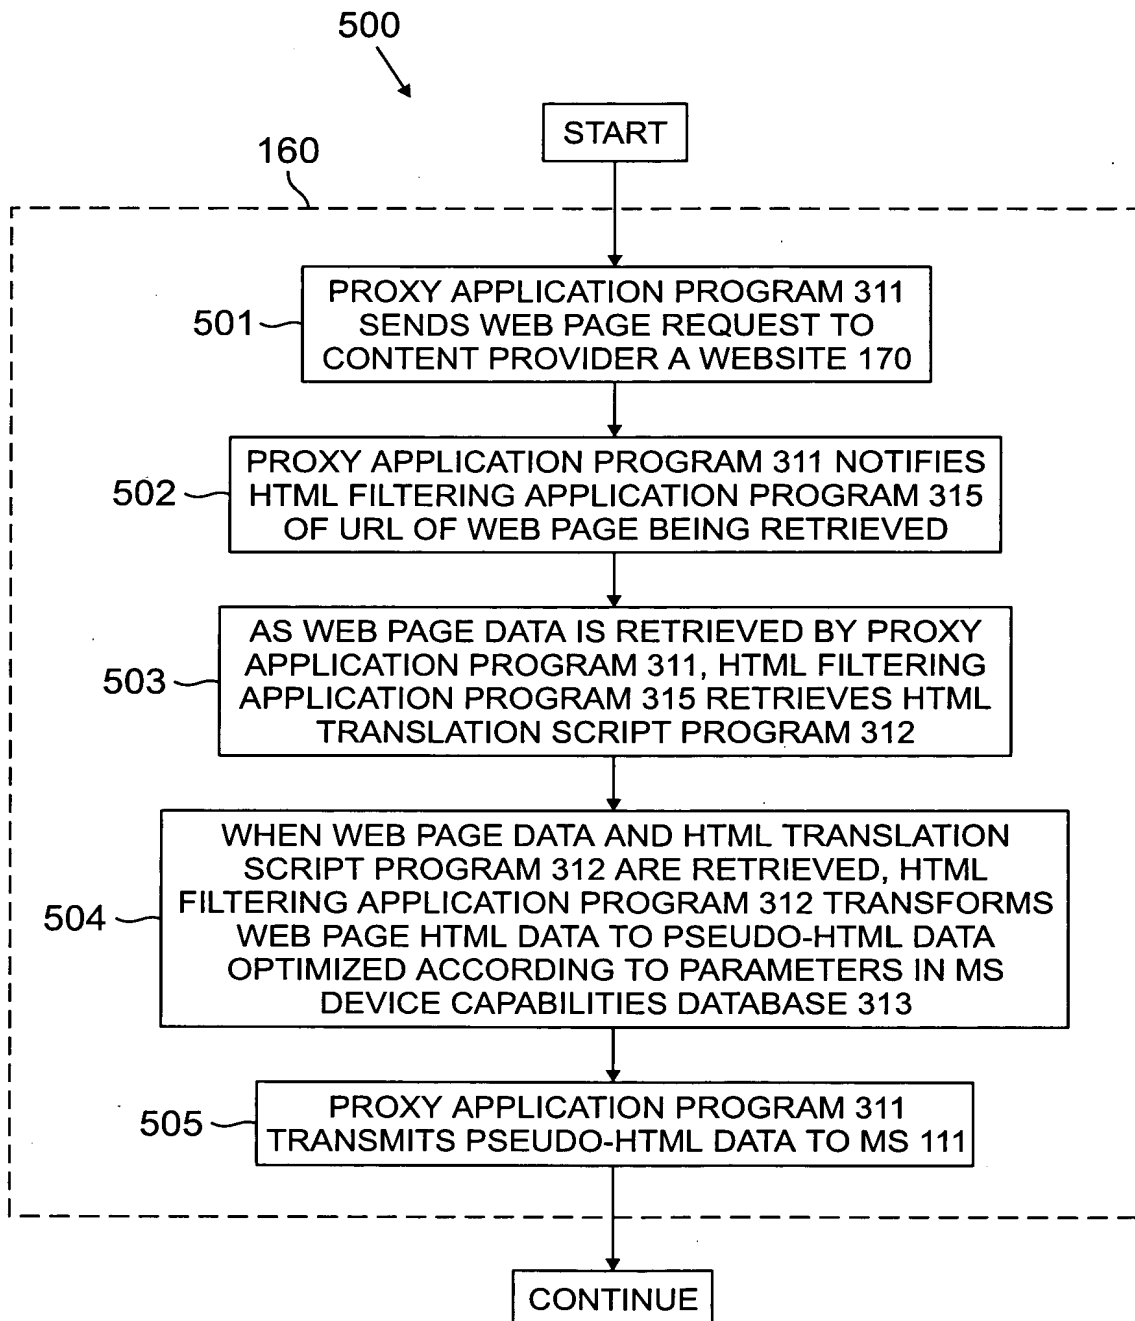 500
START
160
501
PROXY APPLICATION PROGRAM 311
SENDS WEB PAGE REQUEST TO
CONTENT PROVIDER A WEBSITE 170
502
PROXY APPLICATION PROGRAM 311 NOTIFIES
HTML FILTERING APPLICATION PROGRAM 315
OF URL OF WEB PAGE BEING RETRIEVED
503
AS WEB PAGE DATA IS RETRIEVED BY PROXY
APPLICATION PROGRAM 311, HTML FILTERING
APPLICATION PROGRAM 315 RETRIEVES HTML
TRANSLATION SCRIPT PROGRAM 312
504
WHEN WEB PAGE DATA AND HTML TRANSLATION
SCRIPT PROGRAM 312 ARE RETRIEVED, HTML
FILTERING APPLICATION PROGRAM 312 TRANSFORMS
WEB PAGE HTML DATA TO PSEUDO-HTML DATA
OPTIMIZED ACCORDING TO PARAMETERS IN MS
DEVICE CAPABILITIES DATABASE 313
505
PROXY APPLICATION PROGRAM 311
TRANSMITS PSEUDO-HTML DATA TO MS 111
CONTINUE